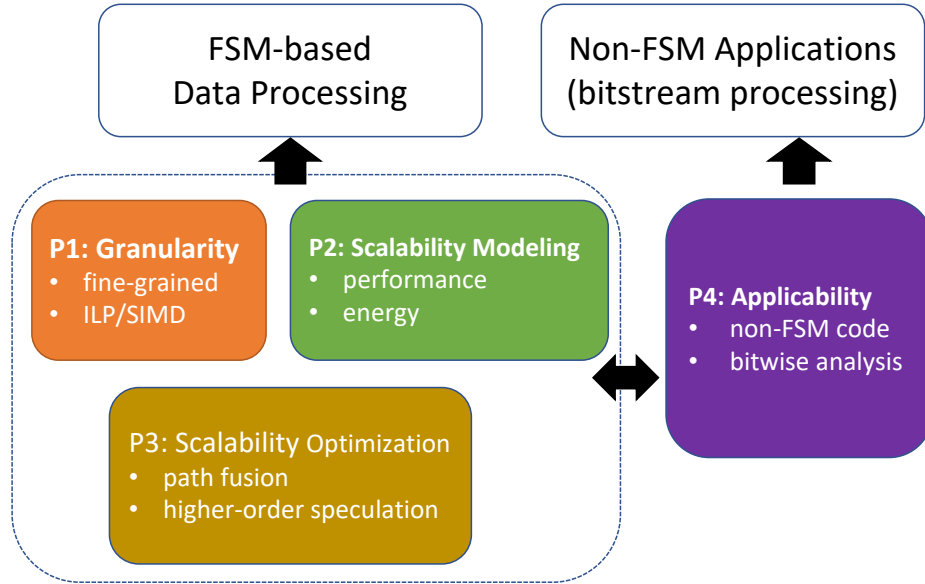 FSM-based
Data Processing
Non-FSM Applications
(bitstream processing)
P1: Granularity
• fine-grained
• ILP/SIMD
P2: Scalability Modeling
• performance
• energy
P3: Scalability Optimization
• path fusion
• higher-order speculation
P4: Applicability
• non-FSM code
• bitwise analysis